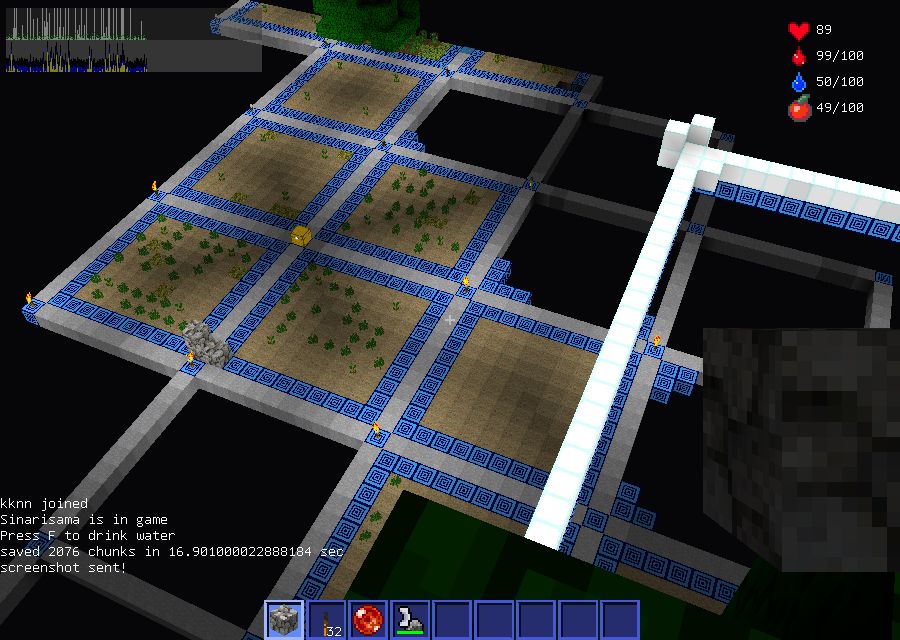 89
99/100
50/100
49/100
kknn joined
Sinarisama is in game
Press F to drink water
saved 2076 chunks in 16.901000022888184 sec
screenshot sent!
32